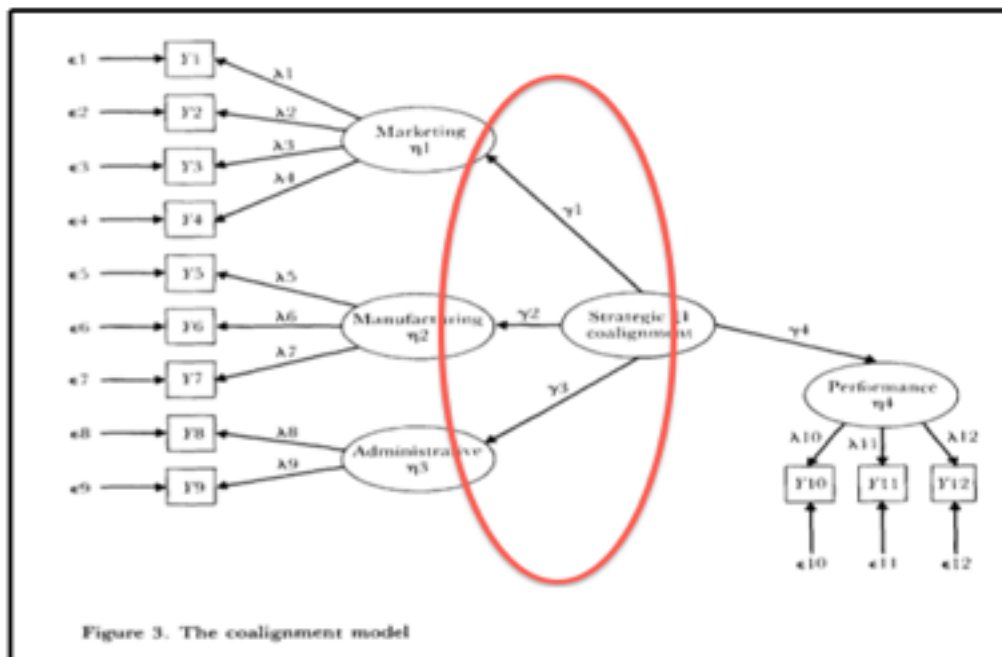 ϵ1 Y1
λ1
ϵ2 Y2 λ2
Marketing
η1
λ3
ϵ3 Y3
λ4
ϵ4 Y4
γ1
ϵ5 Y5 λ5
ϵ6 Y6 λ6
Manufacturing
η2
γ2
Strategic ξ1
coalignment
γ4
ϵ7 Y7 λ7
γ3
Performance
η4
ϵ8 Y8 λ8
Administrative
η3
λ10 λ11 λ12
ϵ9 Y9 λ9
Y10 Y11 Y12
ϵ10 ϵ11 ϵ12
Figure 3. The coalignment model